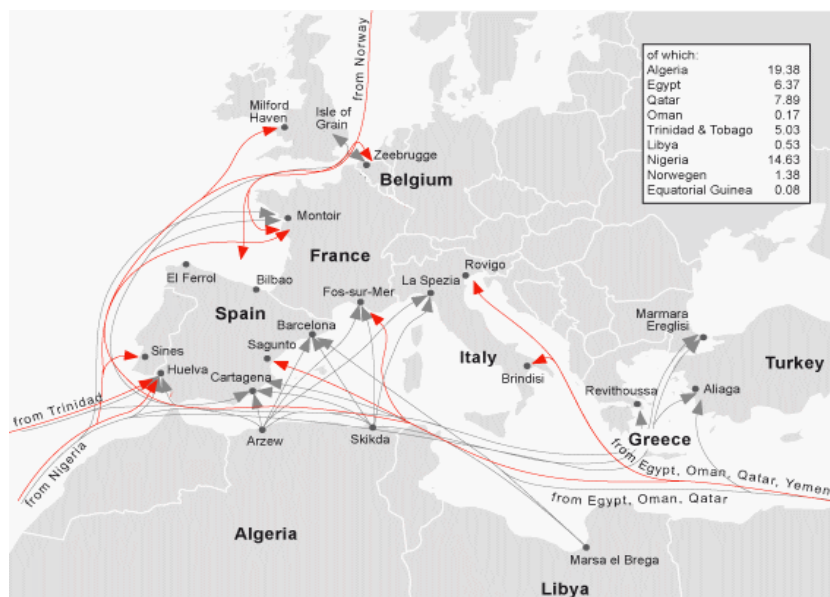 from Norway
of which:
Algeria 19.38
Egypt 6.37
Qatar 7.89
Oman 0.17
Trinidad & Tobago 5.03
Libya 0.53
Nigeria 14.63
Norwegen 1.38
Equatorial Guinea 0.08
Milford
Haven
Isle of
Grain
Zeebrugge
Belgium
Montoir
France
El Ferrol
Bilbao
Fos-sur-Mer
La Spezia
Rovigo
Spain
Barcelona
Marmara
Ereglisi
Sines
Sagunto
Italy
Turkey
Huelva
Cartagena
Brindisi
Revithoussa
Aliaga
from Trinidad
Arzew
Skikda
Greece
from Nigeria
from Egypt, Oman, Qatar, Yemen
from Egypt, Oman, Qatar
Algeria
Marsa el Brega
Libya